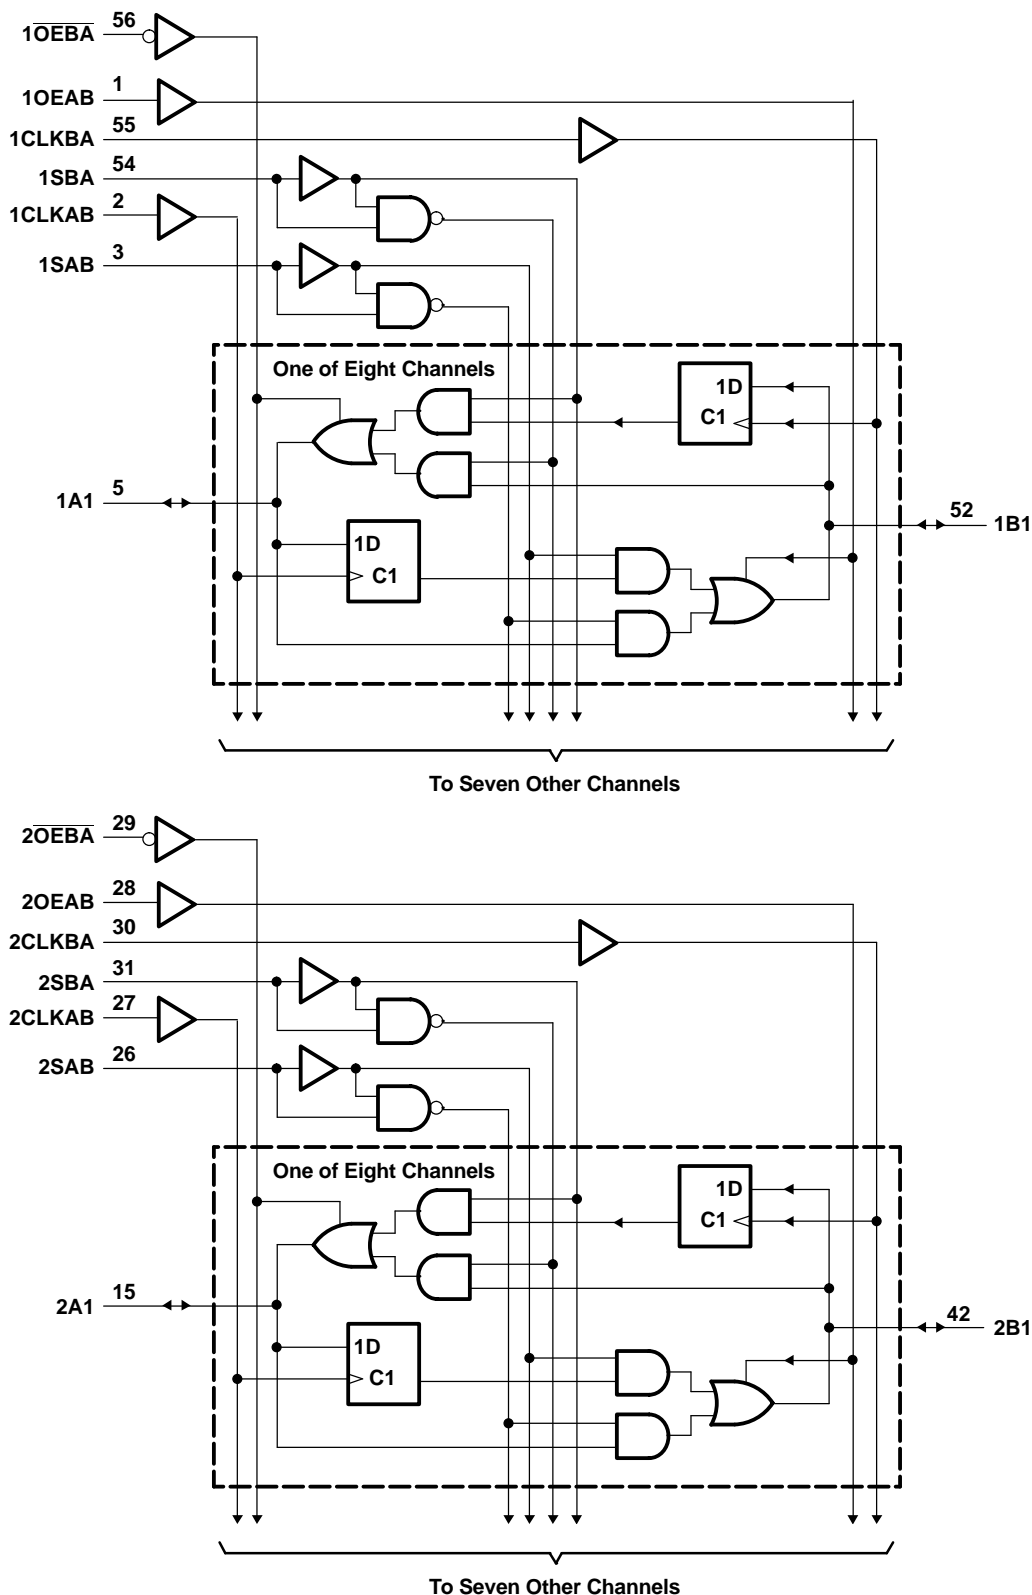 1O̅E̅B̅A̅ 56
1OEAB 1
1CLKBA 55
1SBA 54
1CLKAB 2
1SAB 3
One of Eight Channels
1D
C1
1A1 5
1D
C1
52 1B1
To Seven Other Channels
2O̅E̅B̅A̅ 29
2OEAB 28
2CLKBA 30
2SBA 31
2CLKAB 27
2SAB 26
One of Eight Channels
1D
C1
2A1 15
1D
C1
42 2B1
To Seven Other Channels